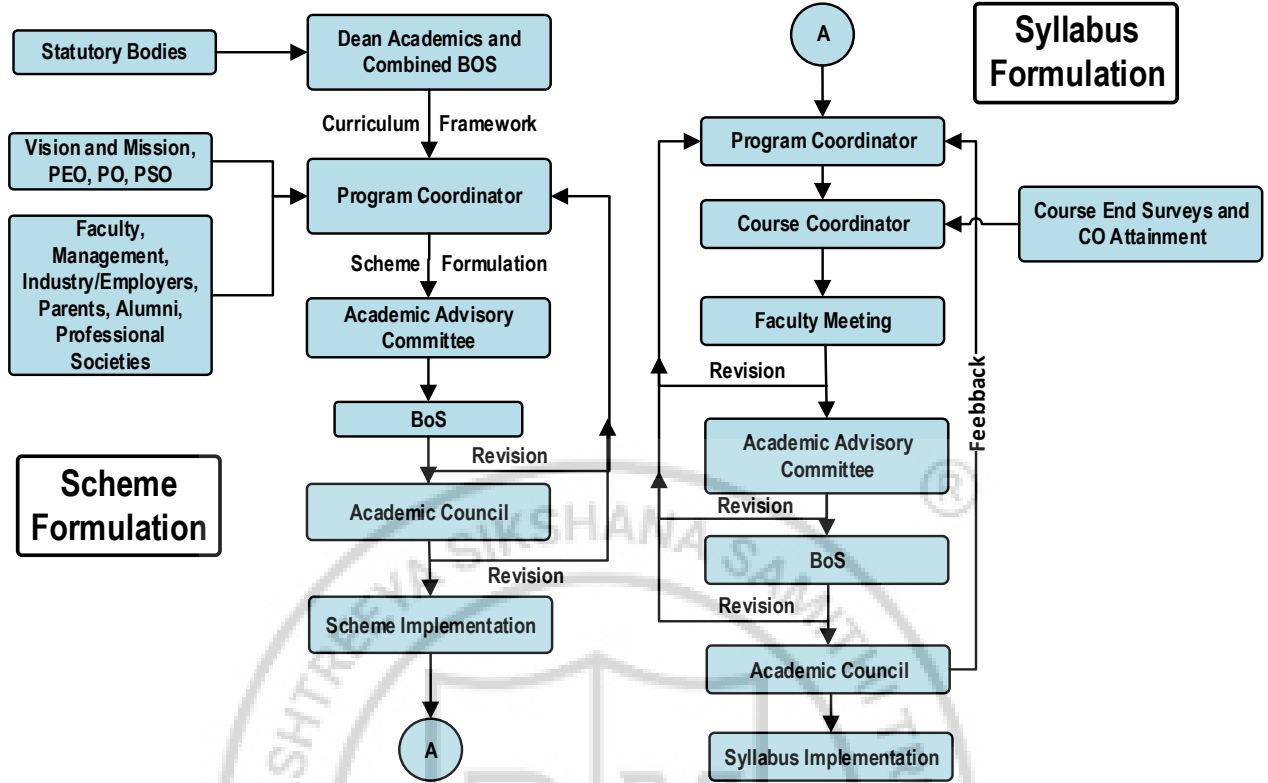 Statutory Bodies
Dean Academics and
Combined BOS
Curriculum Framework
Vision and Mission,
PEO, PO, PSO
Program Coordinator
Faculty,
Management,
Industry/Employers,
Parents, Alumni,
Professional
Societies
Scheme Formulation
Academic Advisory
Committee
BoS
Revision
Scheme
Formulation
Academic Council
Revision
Scheme Implementation
A
A
Syllabus
Formulation
Program Coordinator
Course Coordinator
Course End Surveys and
CO Attainment
Faculty Meeting
Revision
Feebback
Academic Advisory
Committee
Revision
BoS
Revision
Academic Council
Syllabus Implementation
SHTREEYA SIKSHANA SAMITHI T
®